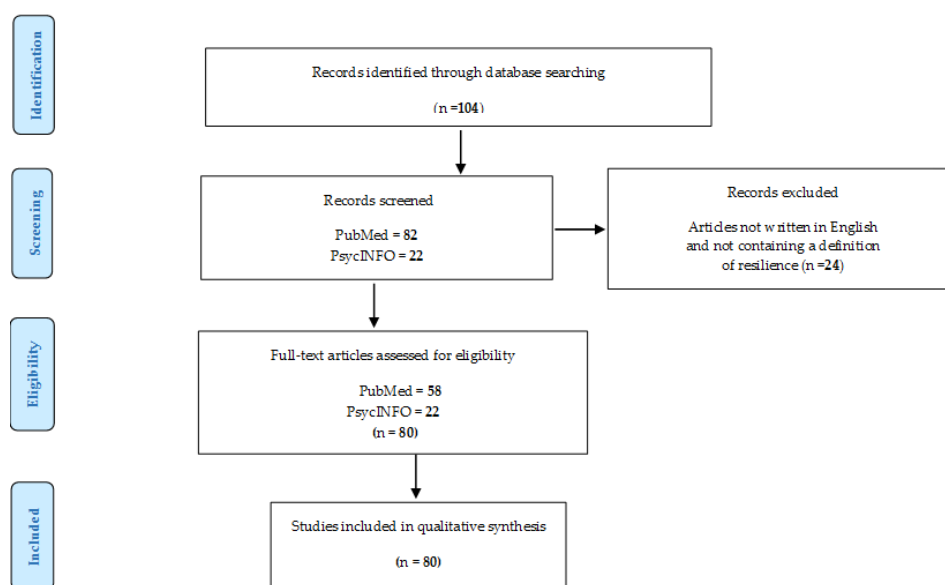 Identification
Records identified through database searching
(n =104)
Screening
Records screened
PubMed = 82
PsycINFO = 22
Records excluded
Articles not written in English
and not containing a definition
of resilience (n =24)
Eligibility
Full-text articles assessed for eligibility
PubMed = 58
PsycINFO = 22
(n = 80)
Included
Studies included in qualitative synthesis
(n = 80)